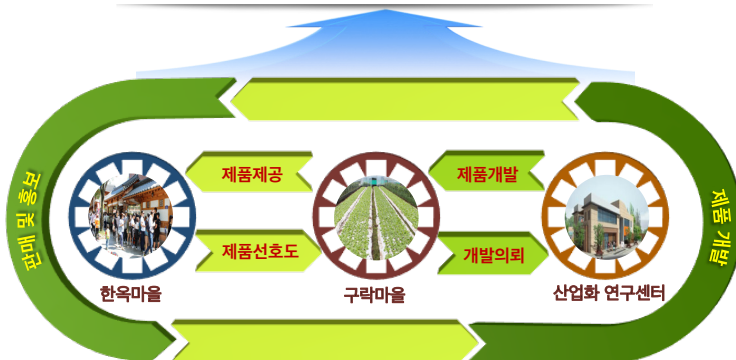 제품제공
제품개발
판매 및 홍보
제품 개발
제품선호도
개발의뢰
한옥마을
구락마을
산업화 연구센터